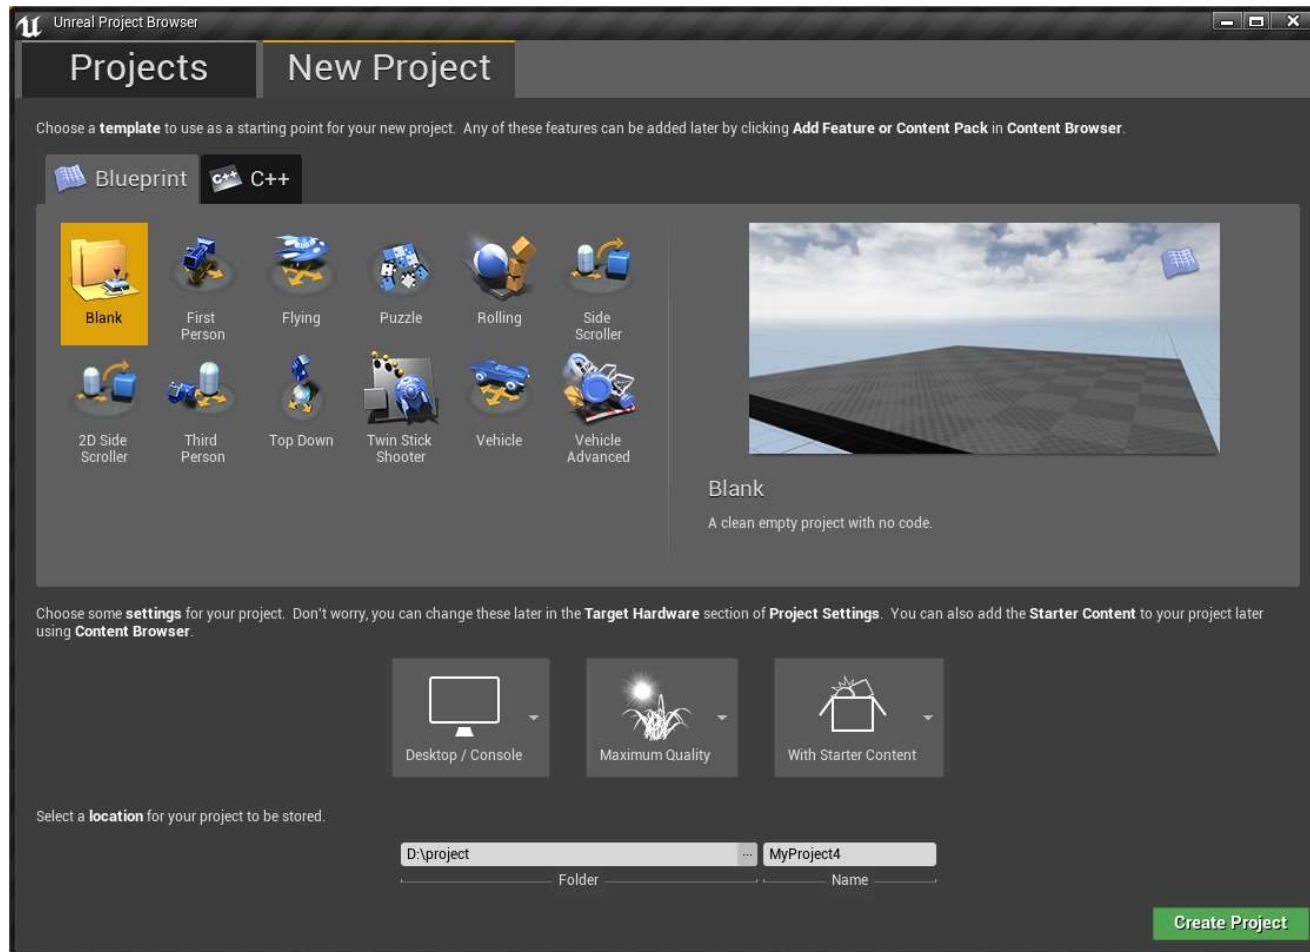 Unreal Project Browser
Projects
New Project
Choose a template to use as a starting point for your new project. Any of these features can be added later by clicking Add Feature or Content Pack in Content Browser.
Blueprint
C++
C++
Blank
First
Person
Flying
Puzzle
Rolling
Side
Scroller
2D Side
Scroller
Third
Person
Top Down
Twin Stick
Shooter
Vehicle
Vehicle
Advanced
Blank
A clean empty project with no code.
Choose some settings for your project. Don't worry, you can change these later in the Target Hardware section of Project Settings. You can also add the Starter Content to your project later
using Content Browser.
Desktop / Console
Maximum Quality
With Starter Content
Select a location for your project to be stored.
D:\project
...
MyProject4
Folder
Name
Create Project